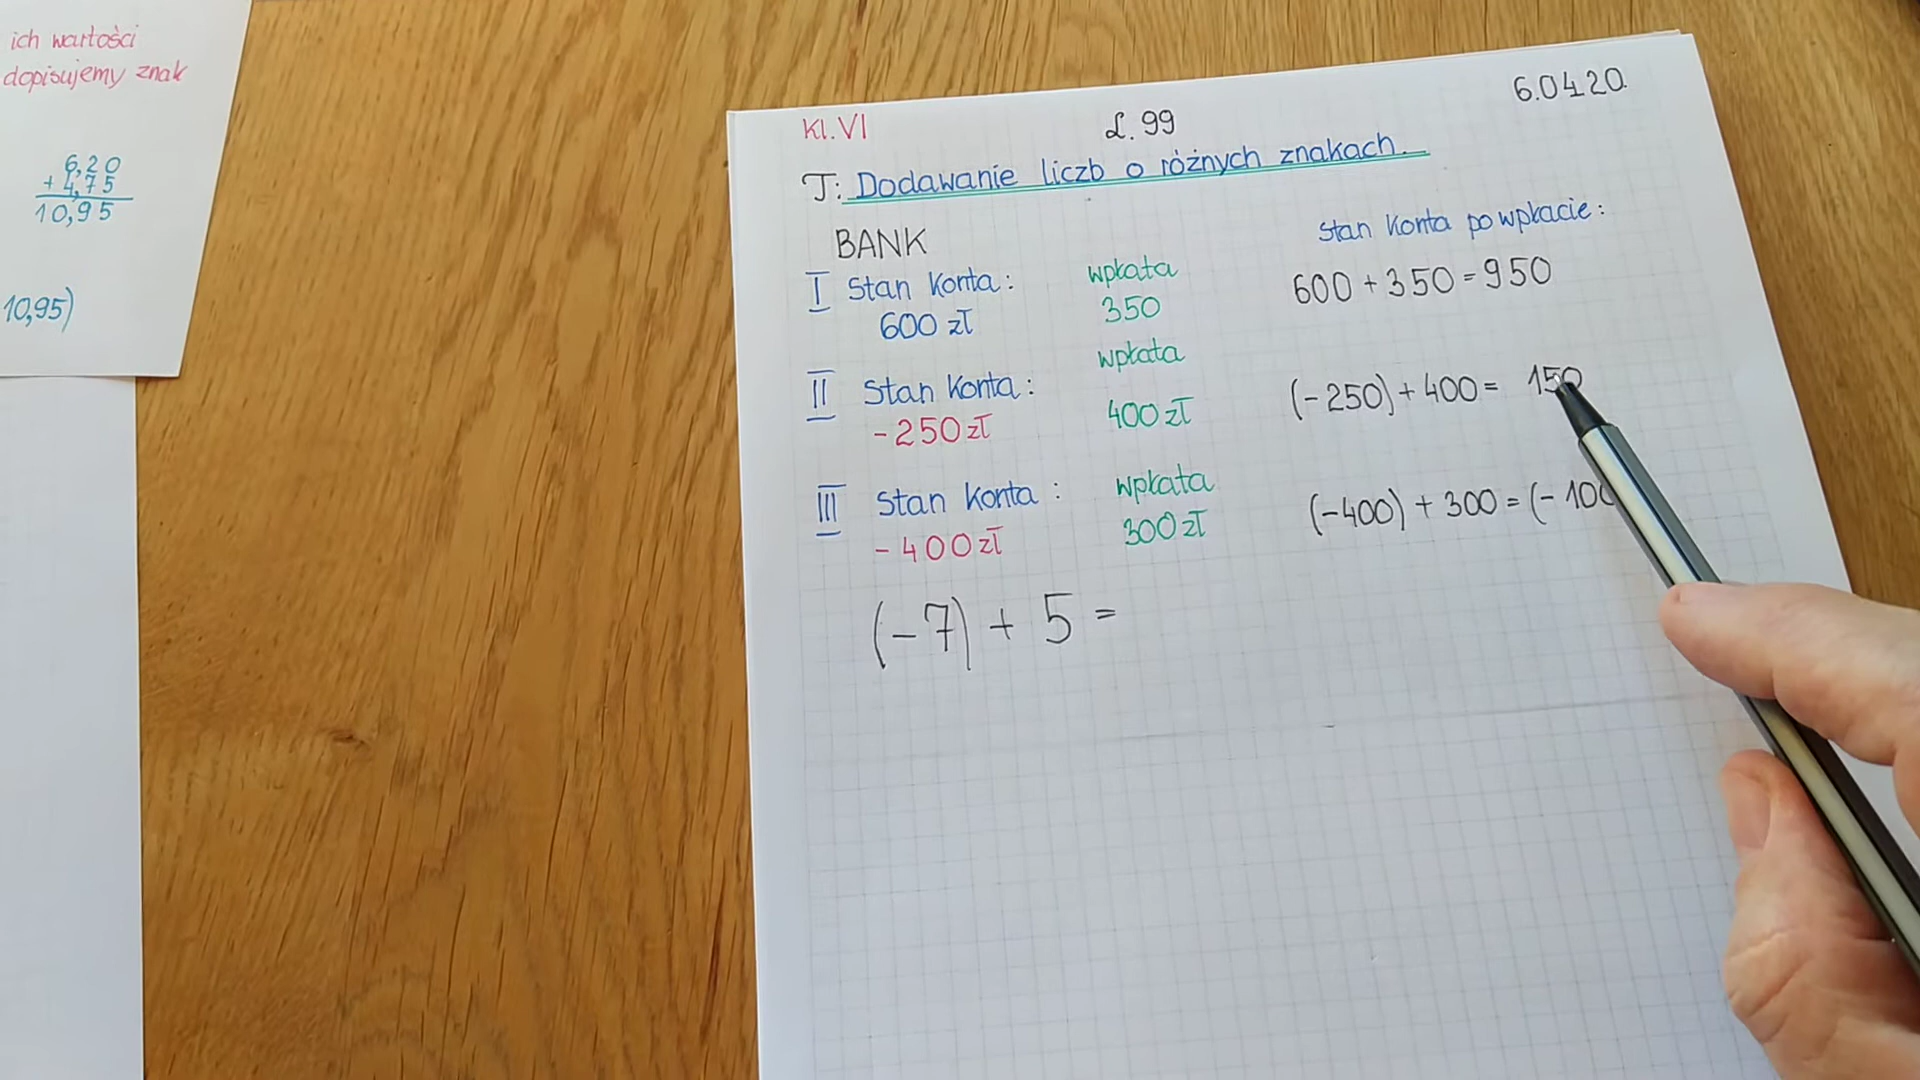 ich wartości
dopisujemy znak
6,20
+ 4,75
10,95
10,95)
Kl. VI
L. 99
6.04.20.
T: Dodawanie liczb o różnych znakach.
BANK
Stan konta po wpłacie:
I Stan konta: wpłata
600 zł 350
600 + 350 = 950
wpłata
II Stan konta:
-250 zł 400 zł
(-250) + 400 = 150
III Stan konta: wpłata
-400 zł 300 zł
(-400) + 300 = (-100
(-7) + 5 =